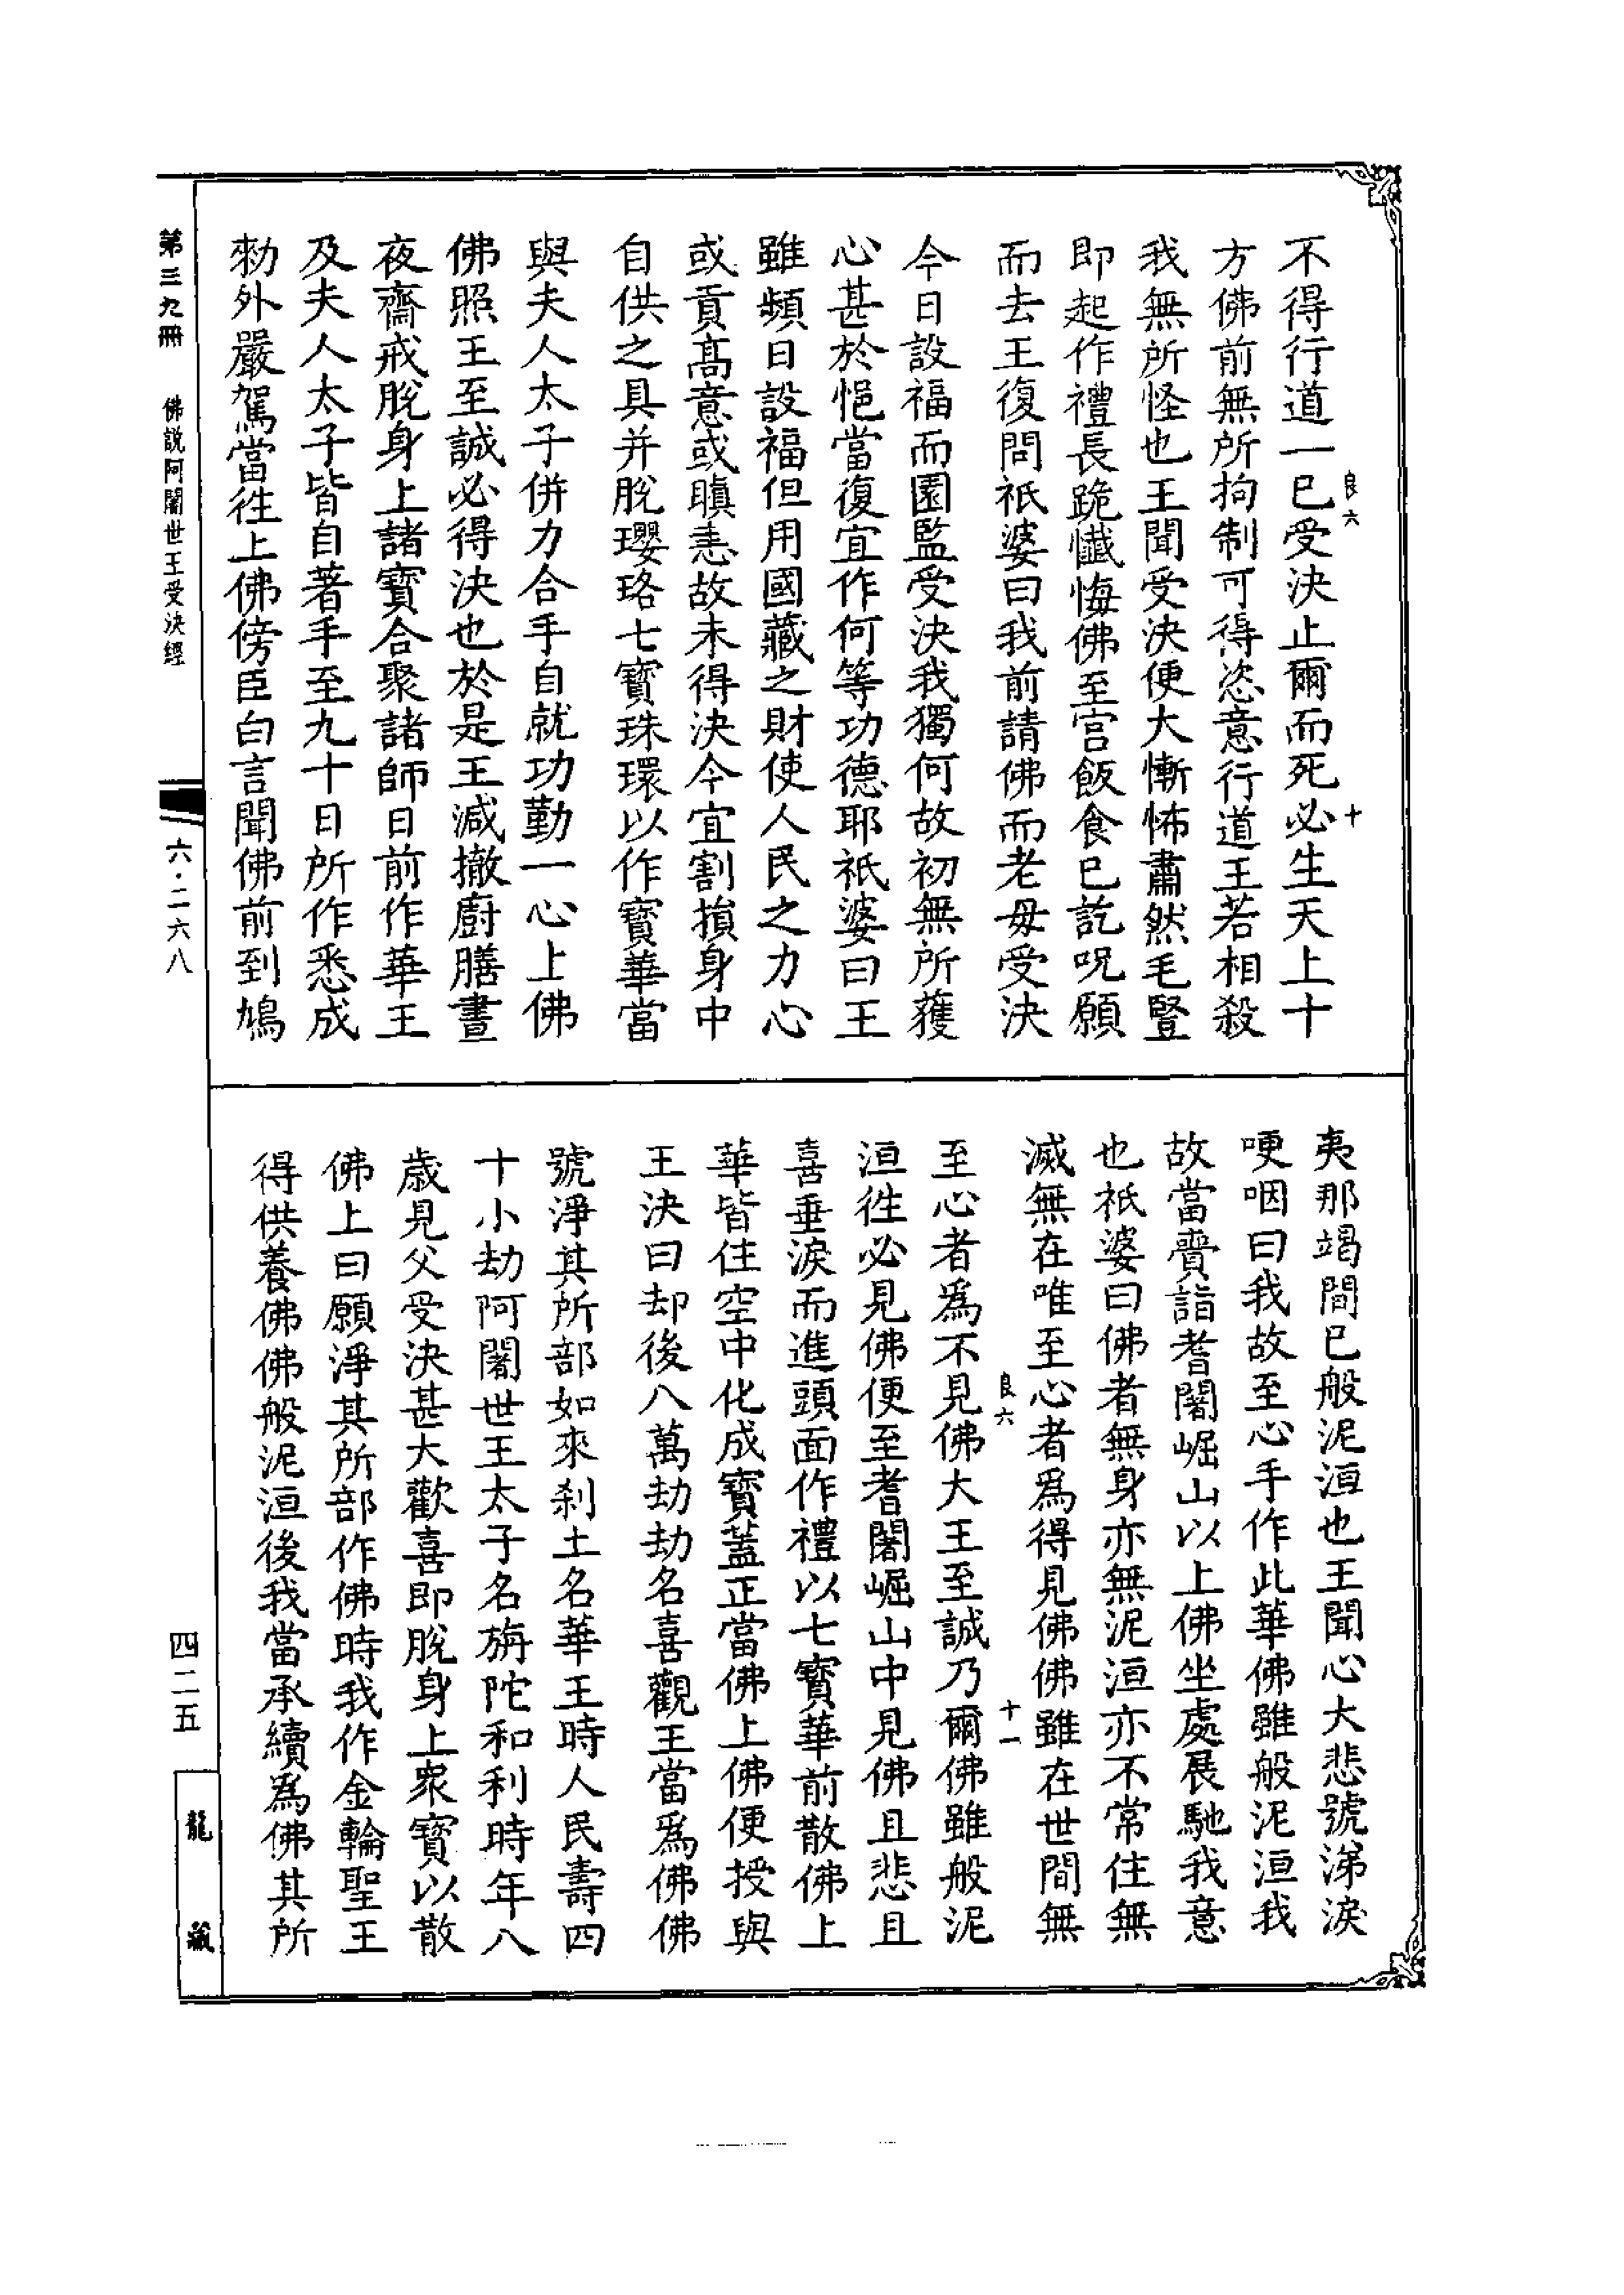 不得行道一已受決止爾而死必生天上十
方佛前無所拘制可得恣意行道王若相殺
我無所怪也王聞受決便大慚怖肅然毛豎
即起作禮長跪懺悔佛至宮飯食已訖呪願
而去王復問祇婆曰我前請佛而老母受決
今日設福而園監受決我獨何故初無所獲
心甚於悒當復宜作何等功德耶祇婆曰王
雖頻日設福但用國藏之財使人民之力心
或貢高意或瞋恚故未得決今宜割損身中
自供之具并脫瓔珞七寶珠環以作寶華當
與夫人太子併力合手自就功勤一心上佛
佛照王至誠必得決也於是王減撤廚膳晝
夜齋戒脫身上諸寶合聚諸師日前作華王
及夫人太子皆自著手至九十日所作悉成
勑外嚴駕當往上佛傍臣白言聞佛前到鳩
良六
十
夷那竭間已般泥洹也王聞心大悲號涕淚
哽咽曰我故至心手作此華佛雖般泥洹我
故當賷詣耆闍崛山以上佛坐處展馳我意
也祇婆曰佛者無身亦無泥洹亦不常住無
滅無在唯至心者爲得見佛佛雖在世間無
至心者爲不見佛大王至誠乃爾佛雖般泥
洹往必見佛便至耆闍崛山中見佛且悲且
喜垂淚而進頭面作禮以七寶華前散佛上
華皆住空中化成寶蓋正當佛上佛便授與
王決曰却後八萬劫劫名喜觀王當爲佛佛
號淨其所部如來刹土名華王時人民壽四
十小劫阿闍世王太子名旃陀和利時年八
歲見父受決甚大歡喜即脫身上衆寶以散
佛上曰願淨其所部作佛時我作金輪聖王
得供養佛佛般泥洹後我當承續爲佛其所
良六
十一
第三九冊
佛說阿闍世王受決經
六·二六八
四二五
龍藏